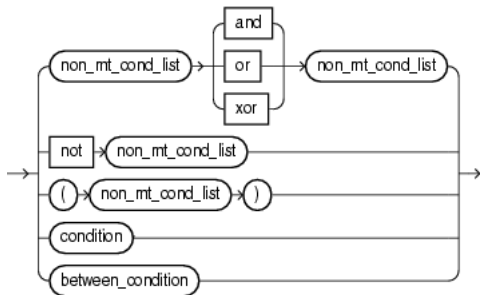 and
non_mt_cond_list or non_mt_cond_list
xor
not non_mt_cond_list
( non_mt_cond_list )
condition
between_condition